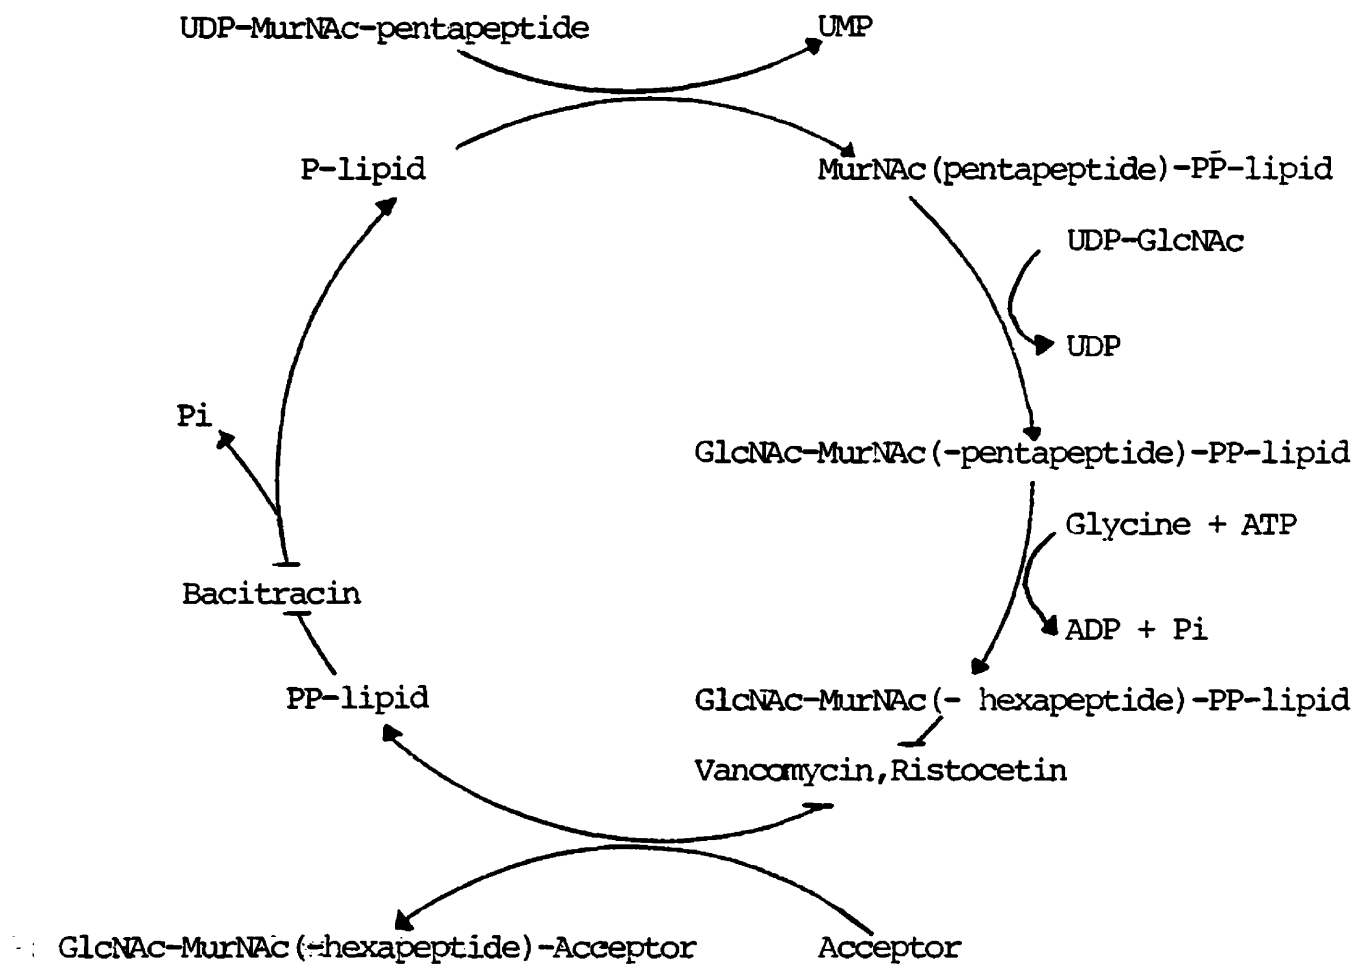 UDP-MurNAc-pentapeptide
UMP
P-lipid
MurNAc(pentapeptide)-PP-lipid
UDP-GlcNAc
UDP
Pi
GlcNAc-MurNAc(-pentapeptide)-PP-lipid
Glycine + ATP
Bacitracin
ADP + Pi
PP-lipid
GlcNAc-MurNAc(- hexapeptide)-PP-lipid
Vancomycin,Ristocetin
GlcNAc-MurNAc(-hexapeptide)-Acceptor
Acceptor